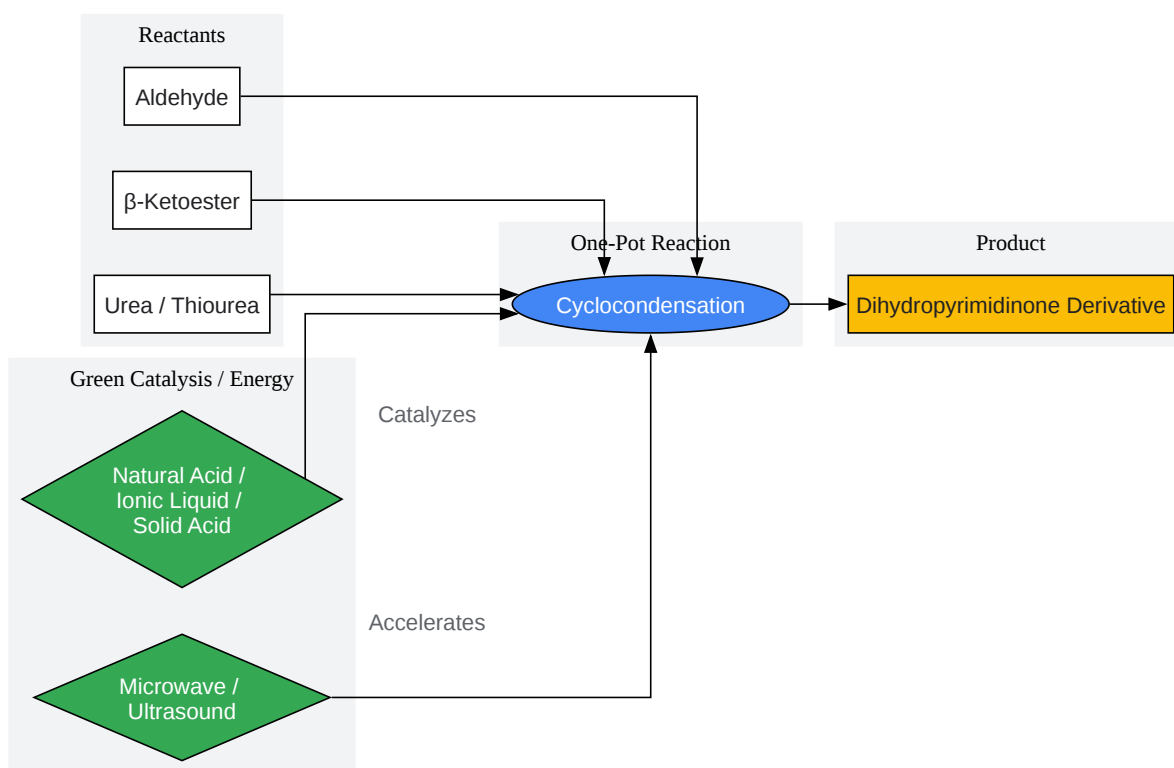 Reactants
Aldehyde
β-Ketoester
One-Pot Reaction
Product
Urea / Thiourea
Cyclocondensation
Dihydropyrimidinone Derivative
Green Catalysis / Energy
Catalyzes
Natural Acid /
Ionic Liquid /
Solid Acid
Accelerates
Microwave /
Ultrasound